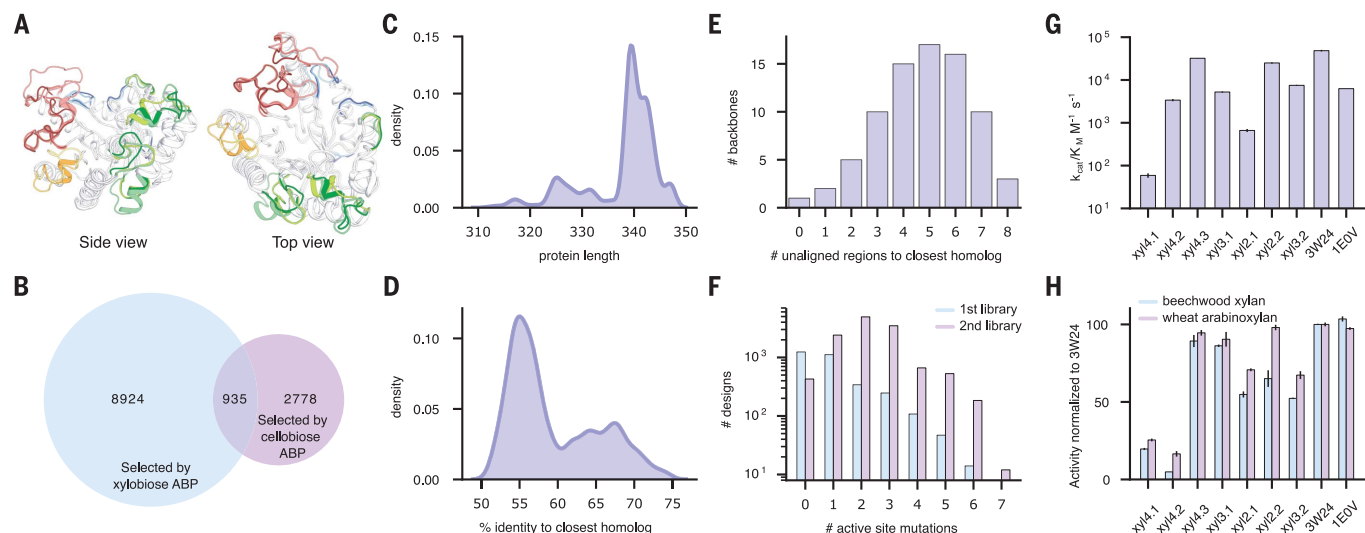 A
Side view
Top view
B
8924
935
2778
Selected by
cellobiose
ABP
Selected by
xylobiose ABP
C
density
0.15
0.10
0.05
0.00
310
320
330
340
350
protein length
D
density
0.10
0.05
0.00
50
55
60
65
70
75
% identity to closest homolog
E
# backbones
15
10
5
0
0
1
2
3
4
5
6
7
8
# unaligned regions to closest homolog
F
1st library
2nd library
# designs
10³
10²
10¹
0
1
2
3
4
5
6
7
# active site mutations
G
kcat/KM M⁻¹ s⁻¹
10⁵
10⁴
10³
10²
10¹
xyl4.1
xyl4.2
xyl4.3
xyl3.1
xyl2.1
xyl2.2
xyl3.2
3W24
1E0V
H
beechwood xylan
wheat arabinoxylan
Activity normalized to 3W24
100
50
0
xyl4.1
xyl4.2
xyl4.3
xyl3.1
xyl2.1
xyl2.2
xyl3.2
3W24
1E0V